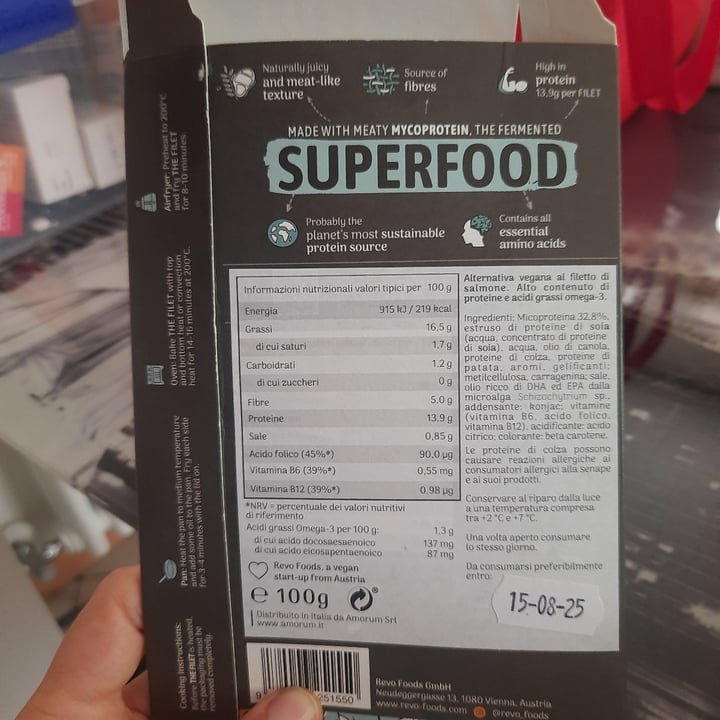 Naturally juicy
and meat-like
texture
Source of
fibres
High in
protein
13,9g per FILET
MADE WITH MEATY MYCOPROTEIN, THE FERMENTED
SUPERFOOD
Probably the
planet's most sustainable
protein source
Contains all
essential
amino acids
Informazioni nutrizionali valori tipici per 100 g
Energia 915 kJ / 219 kcal
Grassi 16.5 g
di cui saturi 1.7 g
Carboidrati 1.2 g
di cui zuccheri 0 g
Fibre 5,0 g
Proteine 13,9 g
Sale 0,85 g
Acido folico (45%*) 90,0 µg
Vitamina B6 (39%*) 0,55 mg
Vitamina B12 (39%*) 0,98 µg
*NRV = percentuale dei valori nutritivi
di riferimento
Acidi grassi Omega-3 per 100 g: 1.3 g
di cui acido docosaesaenoico 137 mg
di cui acido eicosapentaenoico 87 mg
Revo Foods, a vegan
start-up from Austria
e 100g
Distribuito in Italia da Amorum Srl
www.amorum.it
Alternativa vegana al filetto di
salmone. Alto contenuto di
proteine e acidi grassi omega-3.
Ingredienti: Micoproteina 32,8%,
estruso di proteine di soia
(acqua, concentrato di proteine
di soia), acqua, olio di canola,
proteine di colza, proteine di
patata, aromi, gelificanti:
metilcellulosa, carragenina; sale,
olio ricco di DHA ed EPA dalla
microalga Schizochytrium sp.,
addensante: konjac; vitamine
(vitamina B6, acido folico,
vitamina B12), acidificante: acido
citrico; colorante: beta carotene.
Le proteine di colza possono
causare reazioni allergiche ai
consumatori allergici alla senape
e ai suoi prodotti.
Conservare al riparo dalla luce
a una temperatura compresa
tra +2 °C e +7 °C.
Una volta aperto consumare
lo stesso giorno.
Da consumarsi preferibilmente
entro:
15-08-25
9 251550
Revo Foods GmbH
Neudeggergasse 13, 1080 Vienna, Austria
www.revo-foods.com @revo_foods
Airfryer: Preheat to 200°C
and fry THE FILET
for 8-10 minutes.
Oven: Bake THE FILET with top
and bottom heat or convection
heat for 14-16 minutes at 200°C.
Pan: Heat the pan to medium temperature
and add some oil to the pan. Fry each side
for 3-4 minutes with the lid on.
Cooking instructions:
Before THE FILET is heated,
the packaging must be
removed completely.